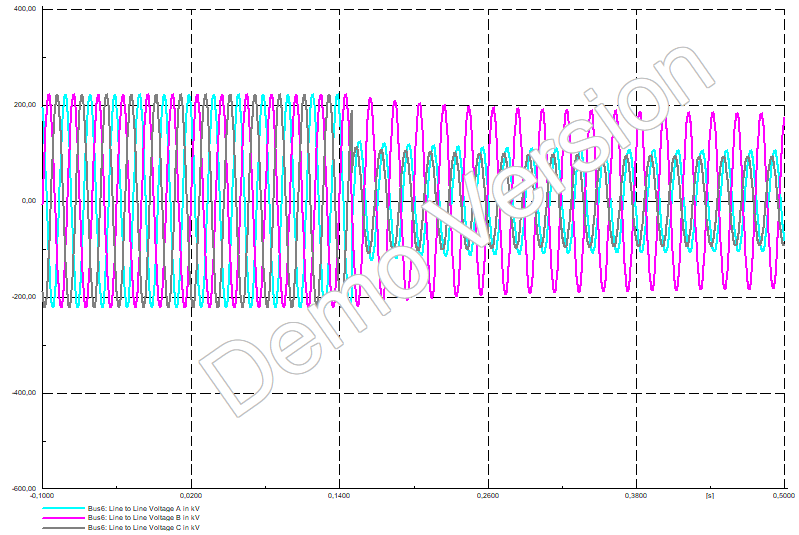 400,00
200,00
0,00
-200,00
-400,00
-600,00
-0,1000 0,0200 0,1400 0,2600 0,3800 [s] 0,5000
Bus6: Line to Line Voltage A in kV
Bus6: Line to Line Voltage B in kV
Bus6: Line to Line Voltage C in kV
Demo Version